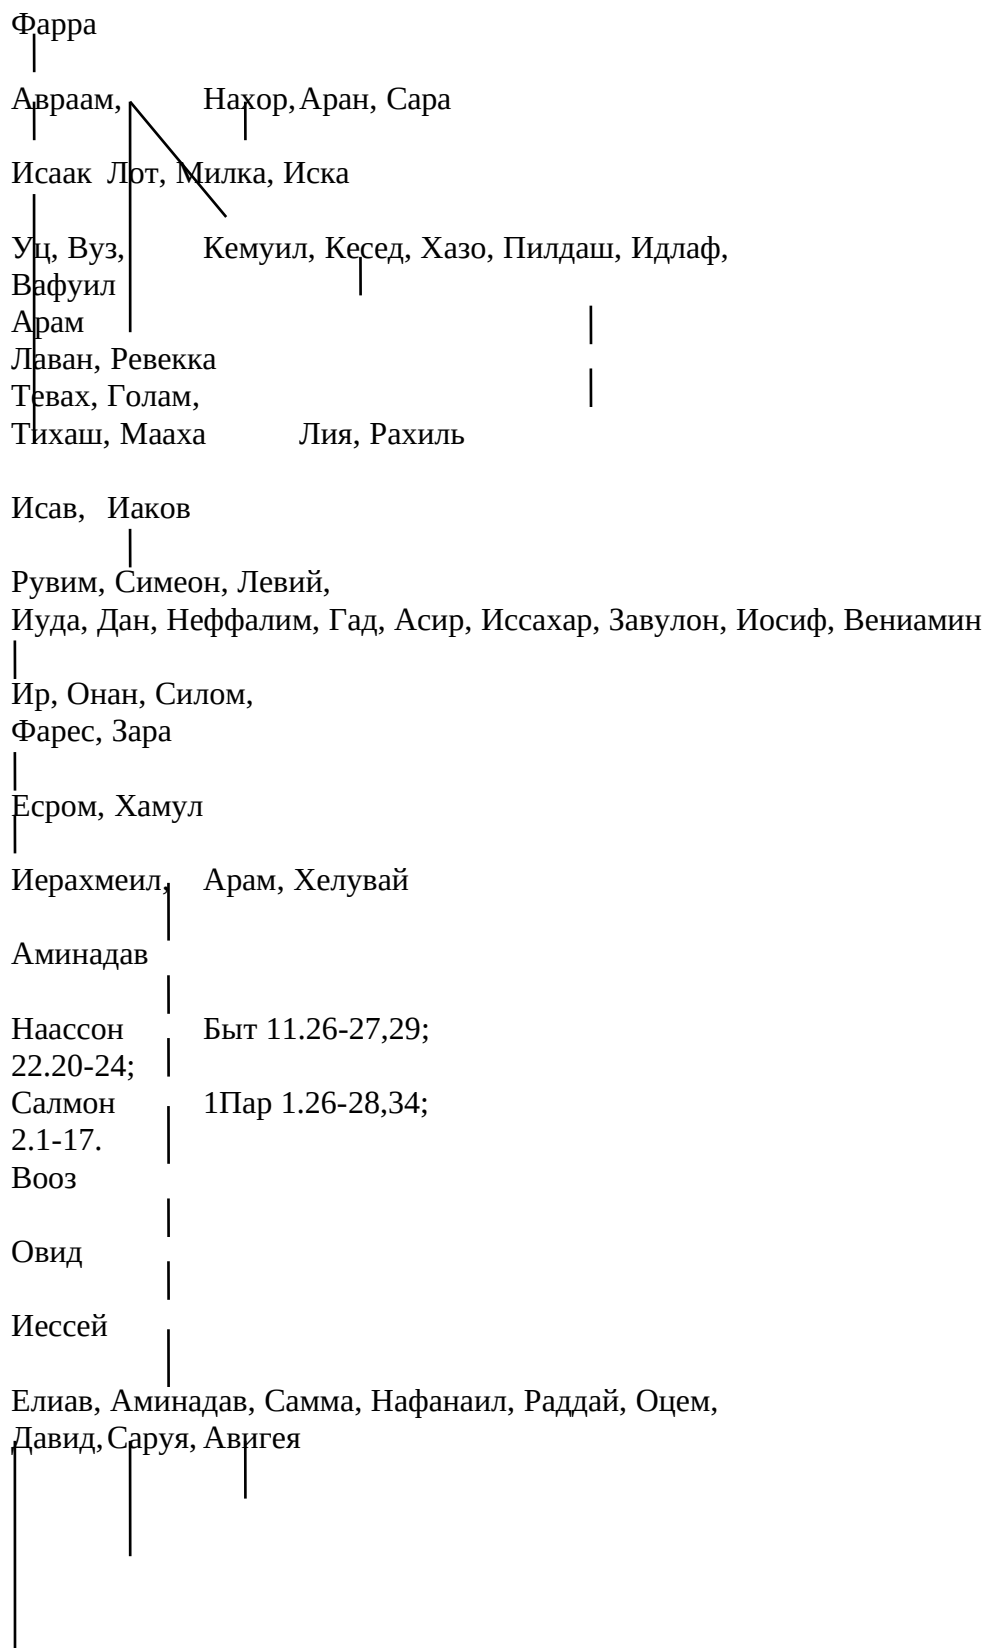 Фарра
Авраам, Нахор, Аран, Сара
Исаак Лот, Милка, Иска
Уц, Вуз, Кемуил, Кесед, Хазо, Пилдаш, Идлаф,
Вафуил
Арам
Лаван, Ревекка
Тевах, Голам,
Тихаш, Мааха Лия, Рахиль
Исав, Иаков
Рувим, Симеон, Левий,
Иуда, Дан, Неффалим, Гад, Асир, Иссахар, Завулон, Иосиф, Вениамин
Ир, Онан, Силом,
Фарес, Зара
Есром, Хамул
Иерахмеил, Арам, Хелувай
Аминадав
Наассон Быт 11.26-27,29;
22.20-24;
Салмон 1Пар 1.26-28,34;
2.1-17.
Вооз
Овид
Иессей
Елиав, Аминадав, Самма, Нафанаил, Раддай, Оцем,
Давид, Саруя, Авигея